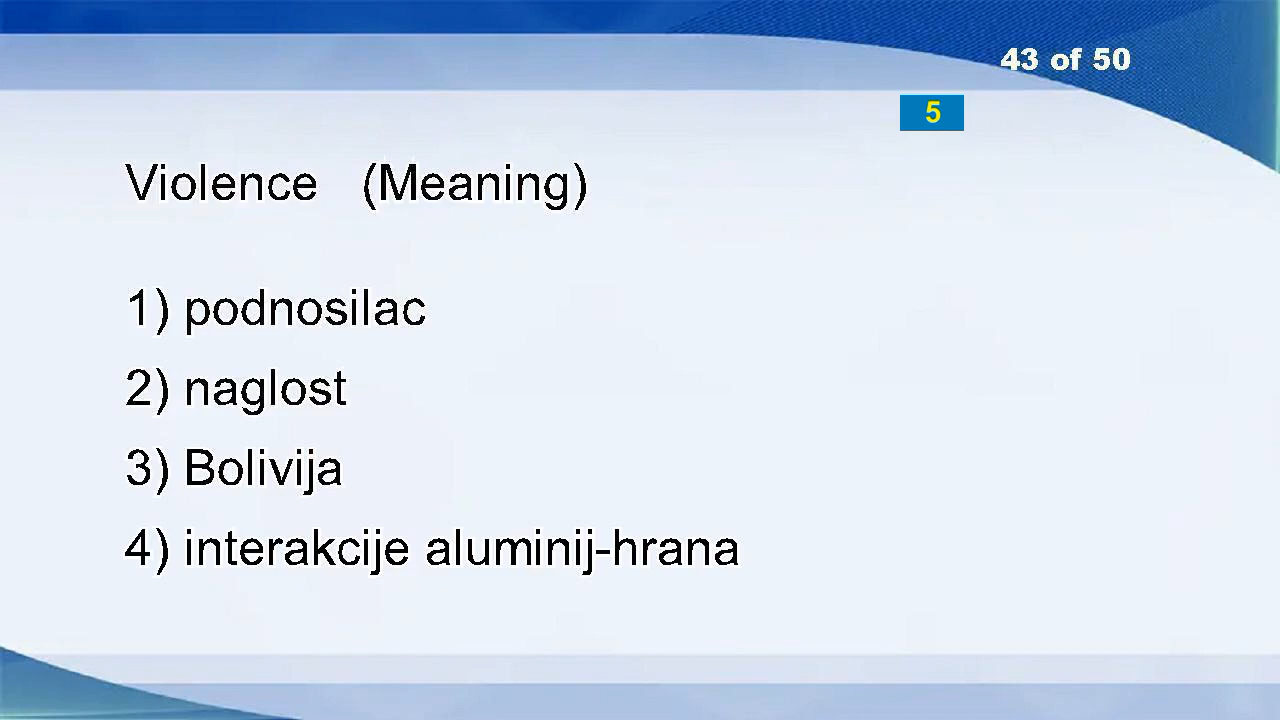 43 of 50
5
Violence (Meaning)
1) podnosilac
2) naglost
3) Bolivija
4) interakcije aluminij-hrana